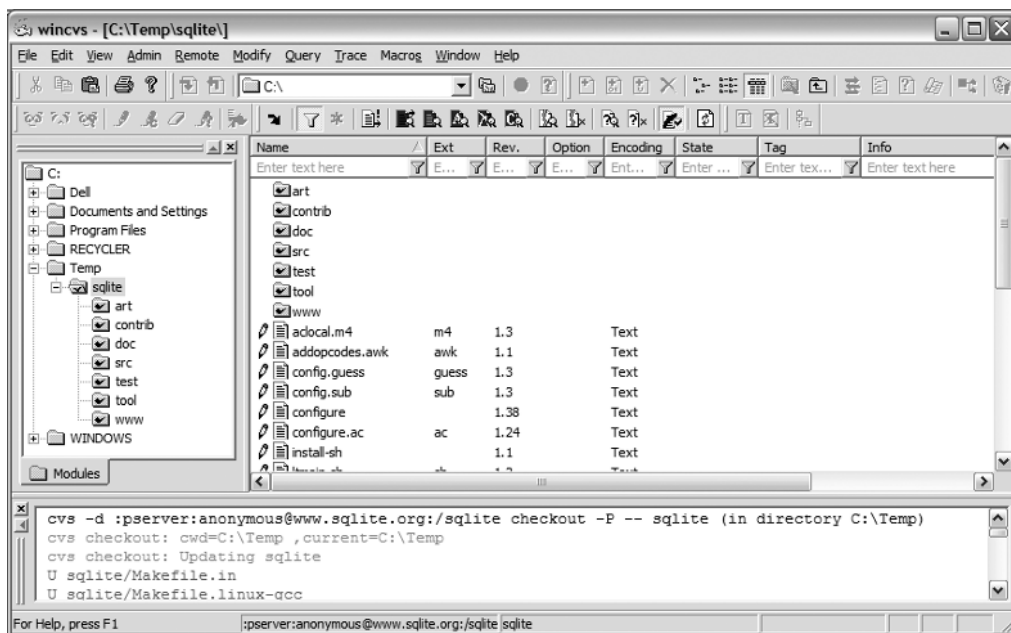 wincvs - [C:\Temp\sqlite\]
File Edit View Admin Remote Modify Query Trace Macros Window Help
C:\
Name Ext Rev. Option Encoding State Tag Info
Enter text here E... E... E... Ent... Enter ... Enter tex... Enter text here
C:
Dell
Documents and Settings
Program Files
RECYCLER
Temp
sqlite
art
contrib
doc
src
test
tool
www
WINDOWS
Modules
art
contrib
doc
src
test
tool
www
aclocal.m4 m4 1.3 Text
addopcodes.awk awk 1.1 Text
config.guess guess 1.3 Text
config.sub sub 1.3 Text
configure 1.38 Text
configure.ac ac 1.24 Text
install-sh 1.1 Text
cvs -d :pserver:anonymous@www.sqlite.org:/sqlite checkout -P -- sqlite (in directory C:\Temp)
cvs checkout: cwd=C:\Temp ,current=C:\Temp
cvs checkout: Updating sqlite
U sqlite/Makefile.in
U sqlite/Makefile.linux-gcc
For Help, press F1 :pserver:anonymous@www.sqlite.org:/sqlite sqlite